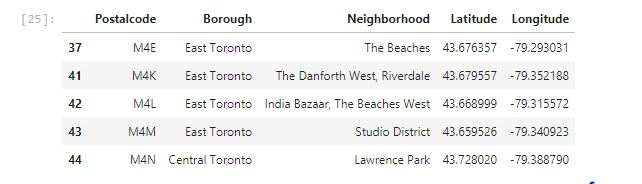 [25]:
Postalcode Borough Neighborhood Latitude Longitude
37 M4E East Toronto The Beaches 43.676357 -79.293031
41 M4K East Toronto The Danforth West, Riverdale 43.679557 -79.352188
42 M4L East Toronto India Bazaar, The Beaches West 43.668999 -79.315572
43 M4M East Toronto Studio District 43.659526 -79.340923
44 M4N Central Toronto Lawrence Park 43.728020 -79.388790